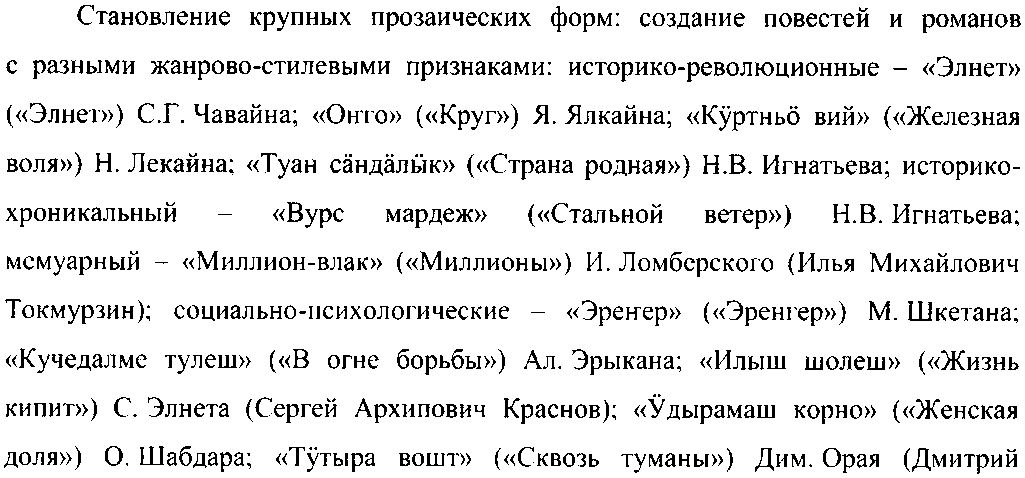 Становление крупных прозаических форм: создание повестей и романов
с разными жанрово-стилевыми признаками: историко-революционные – «Элнет»
(«Элнет») С.Г. Чавайна; «Оҥго» («Круг») Я. Ялкайна; «Кӱртньӧ вий» («Железная
воля») Н. Лекайна; «Туан сӓндӓлӹк» («Страна родная») Н.В. Игнатьева; историко-
хроникальный – «Вурс мардеж» («Стальной ветер») Н.В. Игнатьева;
мемуарный – «Миллион-влак» («Миллионы») И. Ломберского (Илья Михайлович
Токмурзин); социально-психологические – «Эреҥер» («Эренгер») М. Шкетана;
«Кучедалме тулеш» («В огне борьбы») Ал. Эрыкана; «Илыш шолеш» («Жизнь
кипит») С. Элнета (Сергей Архипович Краснов); «Ӱдырамаш корно» («Женская
доля») О. Шабдара; «Тӱтыра вошт» («Сквозь туманы») Дим. Орая (Дмитрий